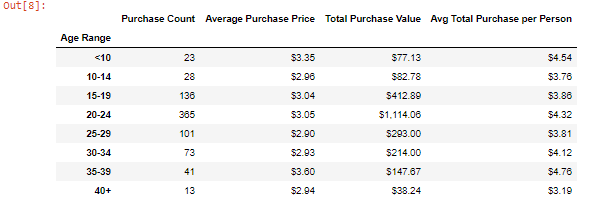 Out[8]:
Purchase Count Average Purchase Price Total Purchase Value Avg Total Purchase per Person
Age Range
<10 23 $3.35 $77.13 $4.54
10-14 28 $2.96 $82.78 $3.76
15-19 136 $3.04 $412.89 $3.86
20-24 365 $3.05 $1,114.06 $4.32
25-29 101 $2.90 $293.00 $3.81
30-34 73 $2.93 $214.00 $4.12
35-39 41 $3.60 $147.67 $4.76
40+ 13 $2.94 $38.24 $3.19